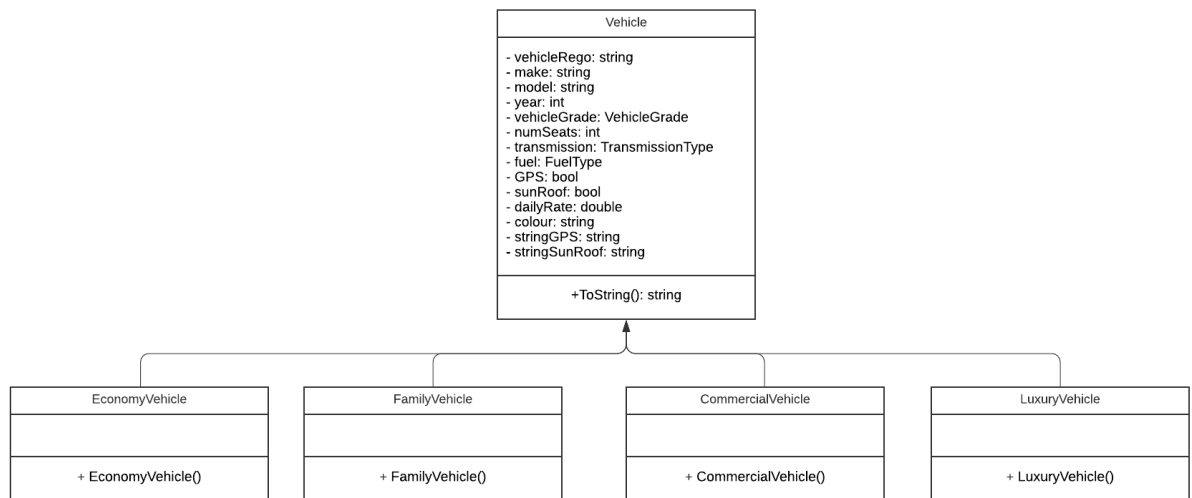 Vehicle
- vehicleRego: string
- make: string
- model: string
- year: int
- vehicleGrade: VehicleGrade
- numSeats: int
- transmission: TransmissionType
- fuel: FuelType
- GPS: bool
- sunRoof: bool
- dailyRate: double
- colour: string
- stringGPS: string
- stringSunRoof: string
+ToString(): string
EconomyVehicle
+ EconomyVehicle()
FamilyVehicle
+ FamilyVehicle()
CommercialVehicle
+ CommercialVehicle()
LuxuryVehicle
+ LuxuryVehicle()